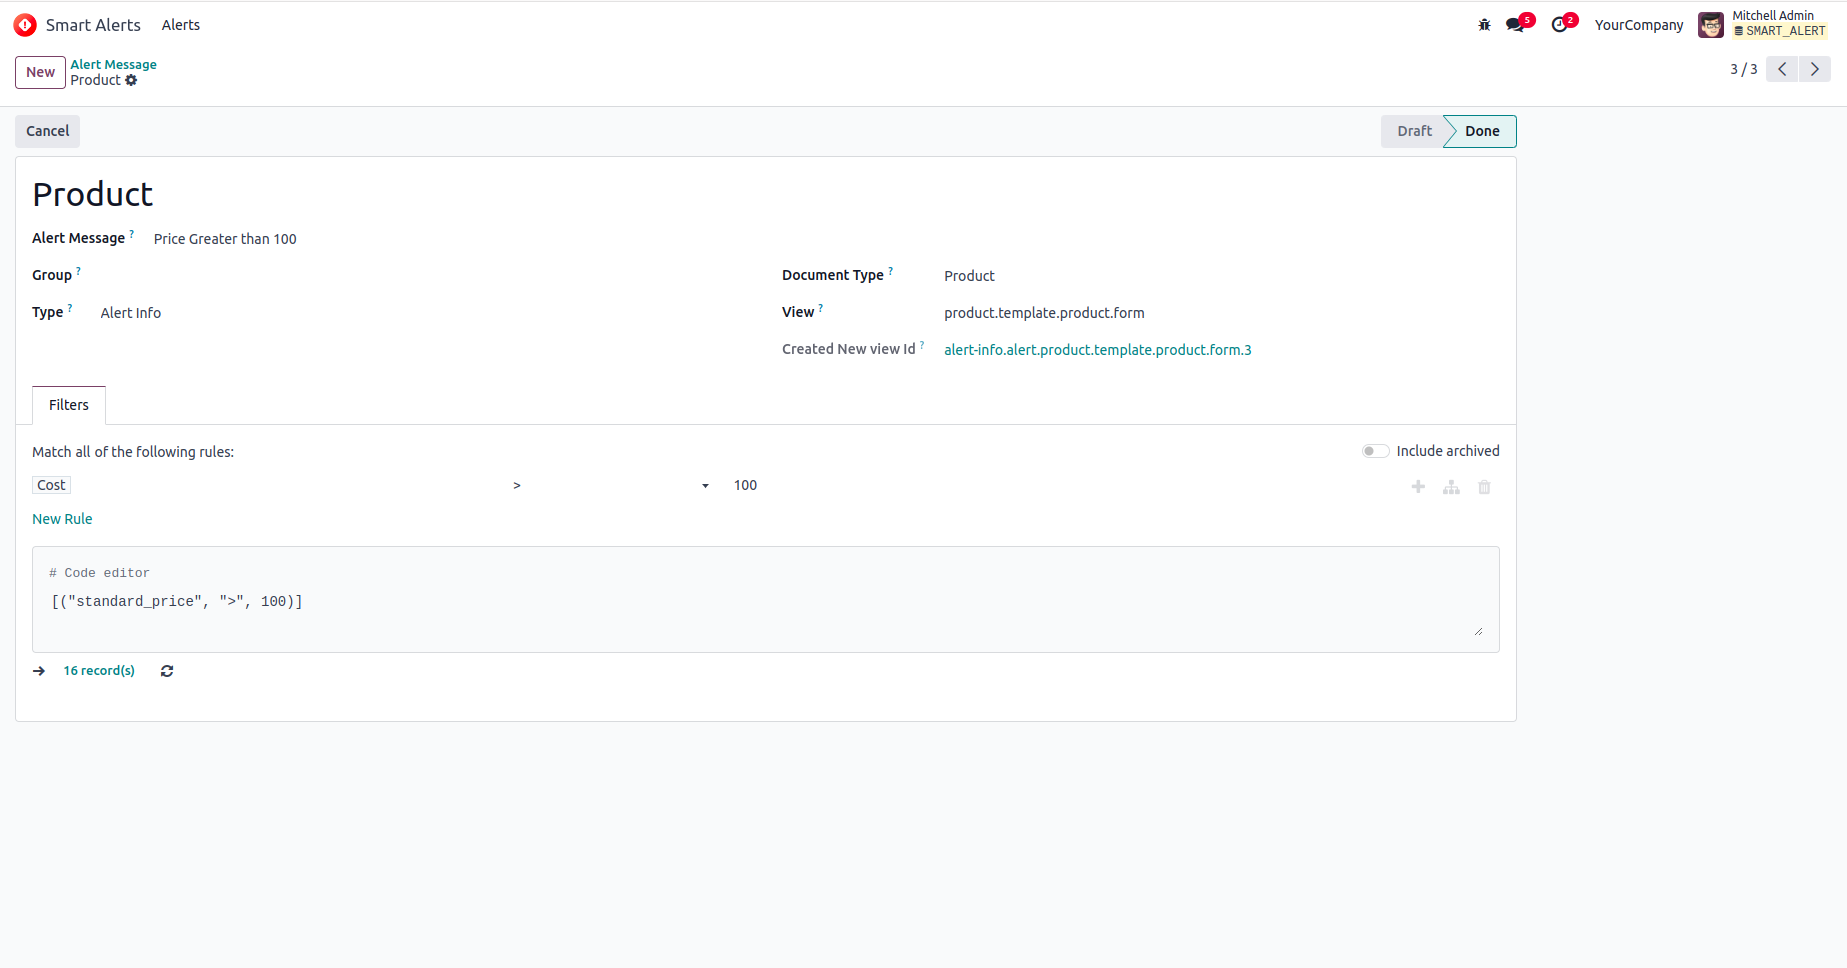 Smart Alerts Alerts 5 2 YourCompany Mitchell Admin
SMART_ALERT
New Alert Message
Product 3 / 3
Cancel Draft Done
Product
Alert Message ? Price Greater than 100
Group ? Document Type ? Product
Type ? Alert Info View ? product.template.product.form
Created New view Id ? alert-info.alert.product.template.product.form.3
Filters
Match all of the following rules: Include archived
Cost > 100
New Rule
# Code editor
[("standard_price", ">", 100)]
16 record(s)